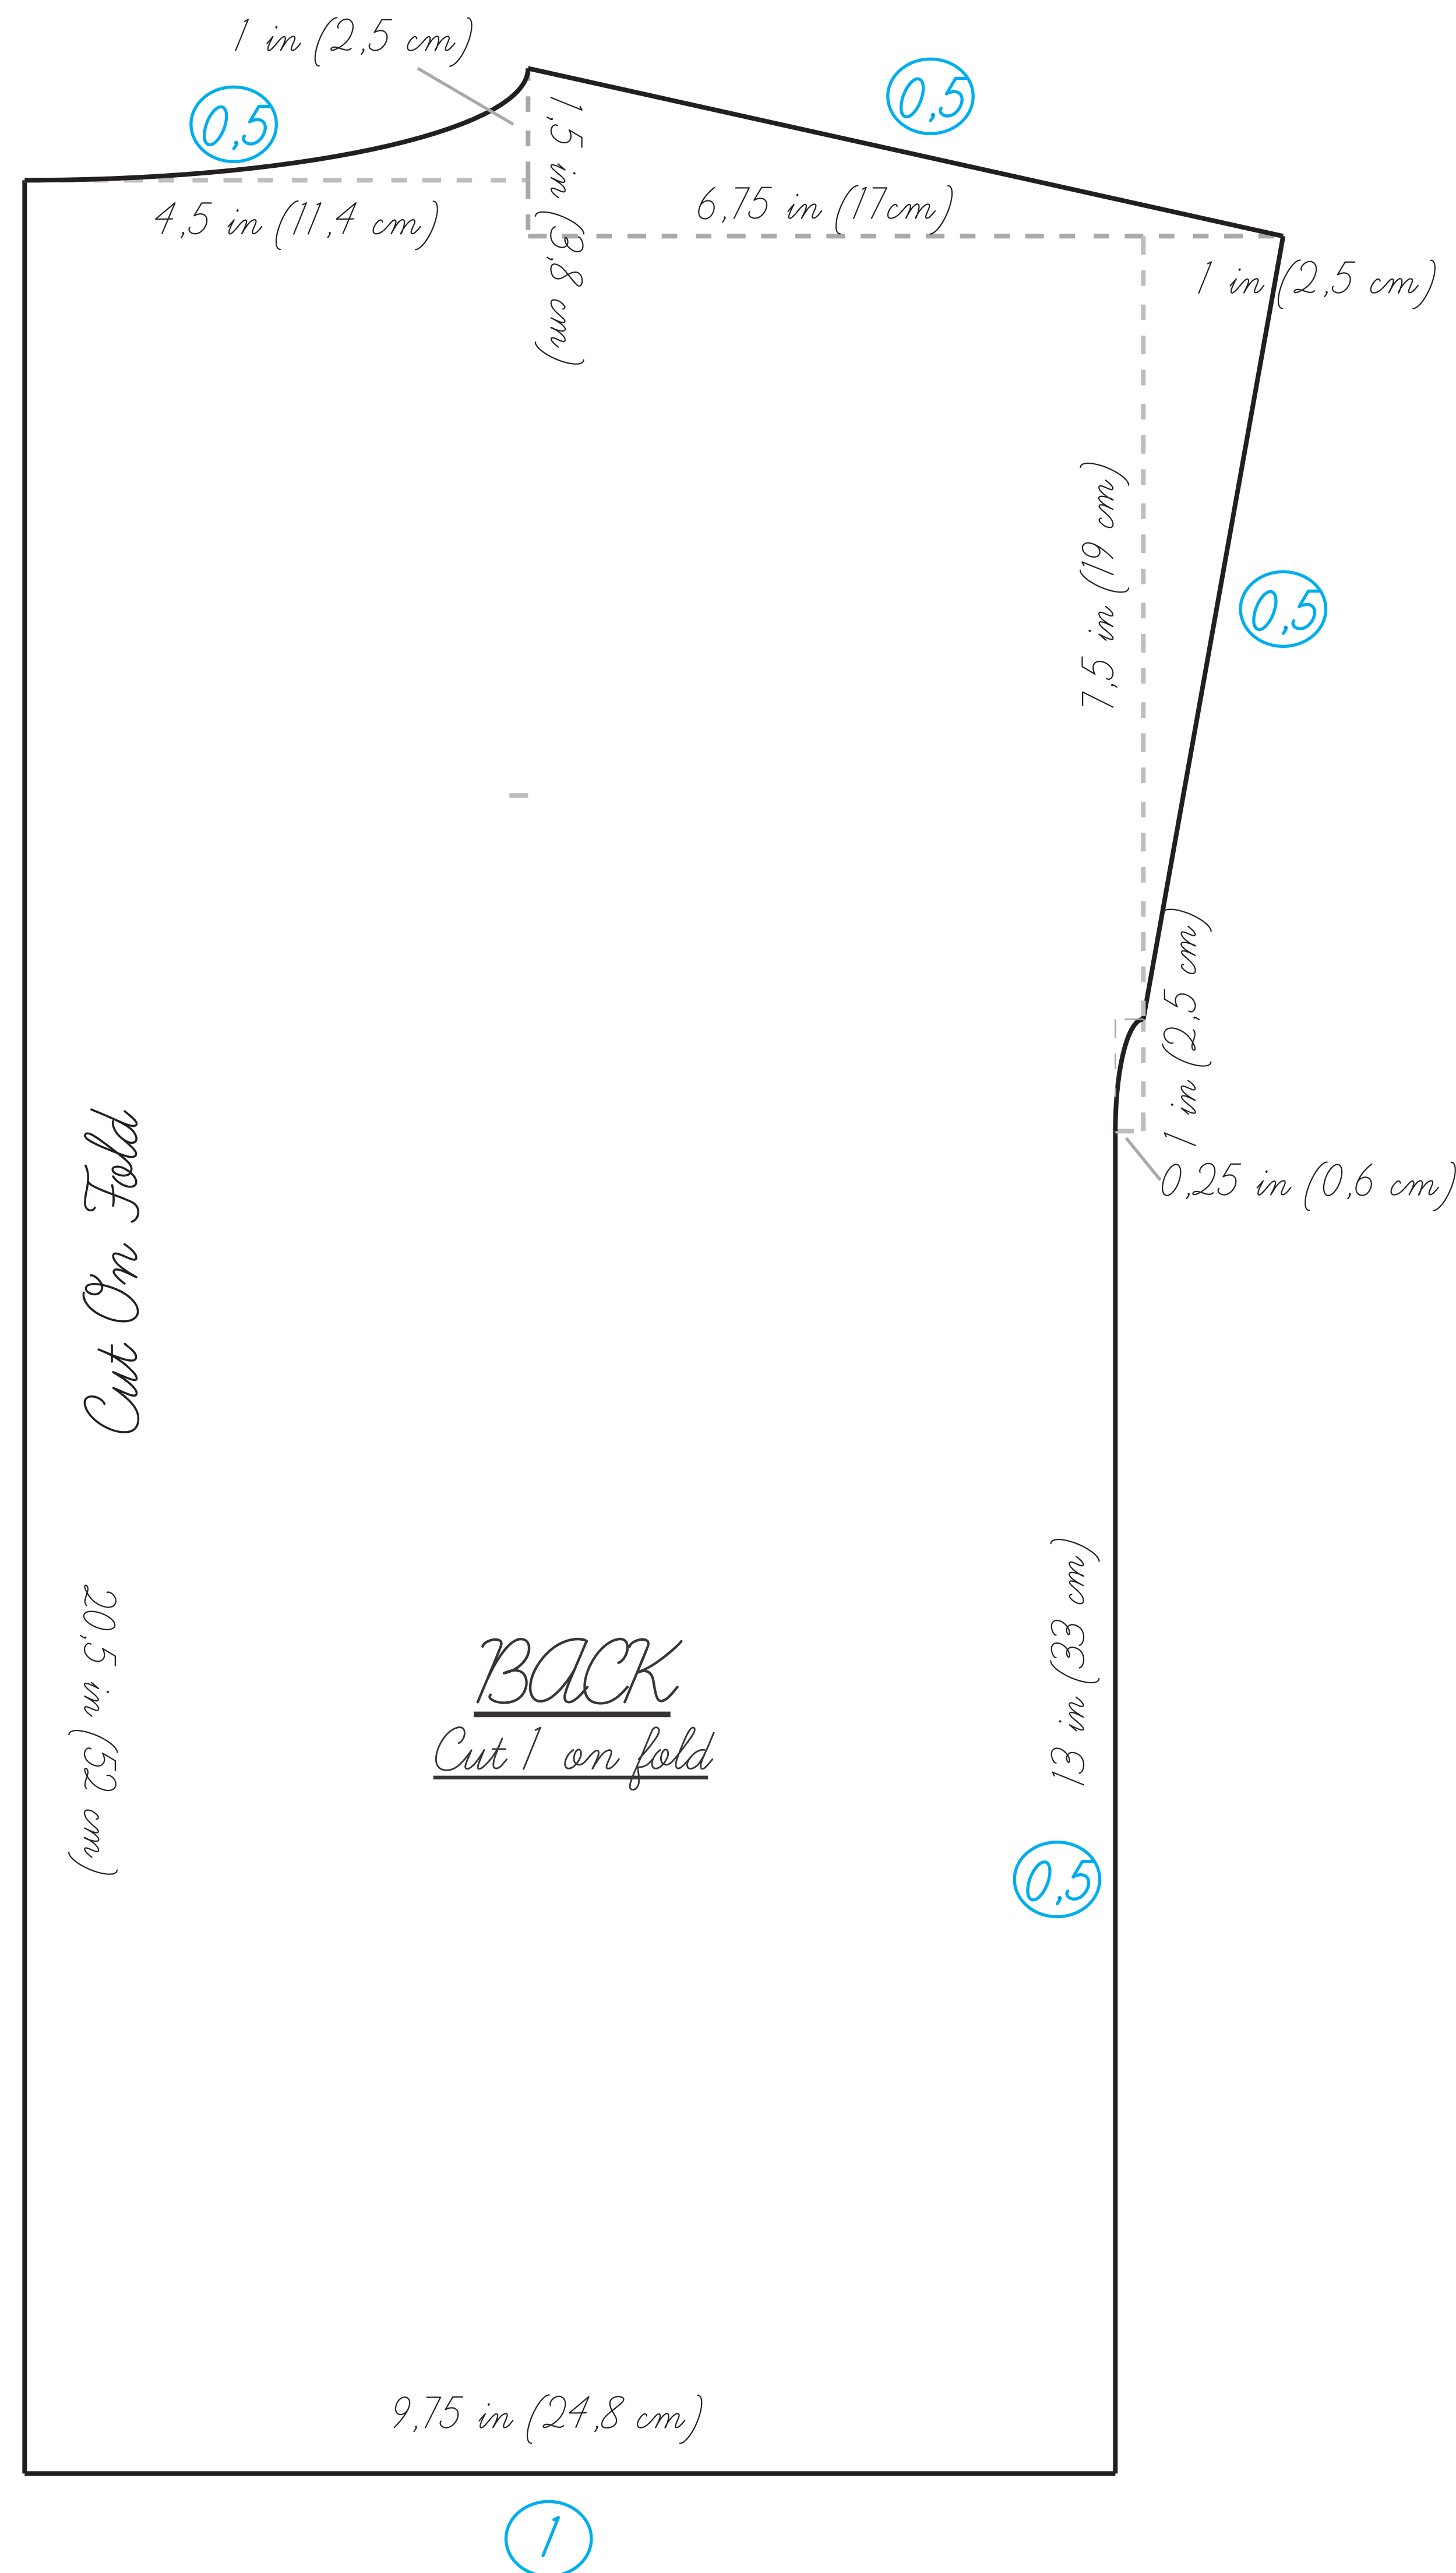 1 in (2,5 cm)
0,5
0,5
1,5 in (3,8 cm)
4,5 in (11,4 cm)
6,75 in (17cm)
1 in (2,5 cm)
7,5 in (19 cm)
0,5
1 in (2,5 cm)
0,25 in (0,6 cm)
Cut On Fold
20,5 in (52 cm)
BACK
Cut 1 on fold
13 in (33 cm)
0,5
9,75 in (24,8 cm)
1